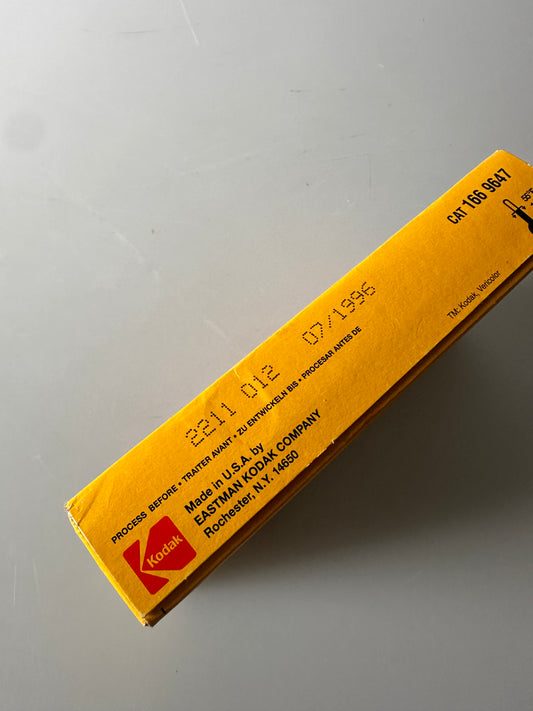 CAT 166 9647
55°F
2211 012 07/1996
PROCESS BEFORE • TRAITER AVANT • ZU ENTWICKELN BIS • PROCESAR ANTES DE
TM: Kodak, Vericolor
Made in U.S.A. by
EASTMAN KODAK COMPANY
Rochester, N.Y. 14650
Kodak